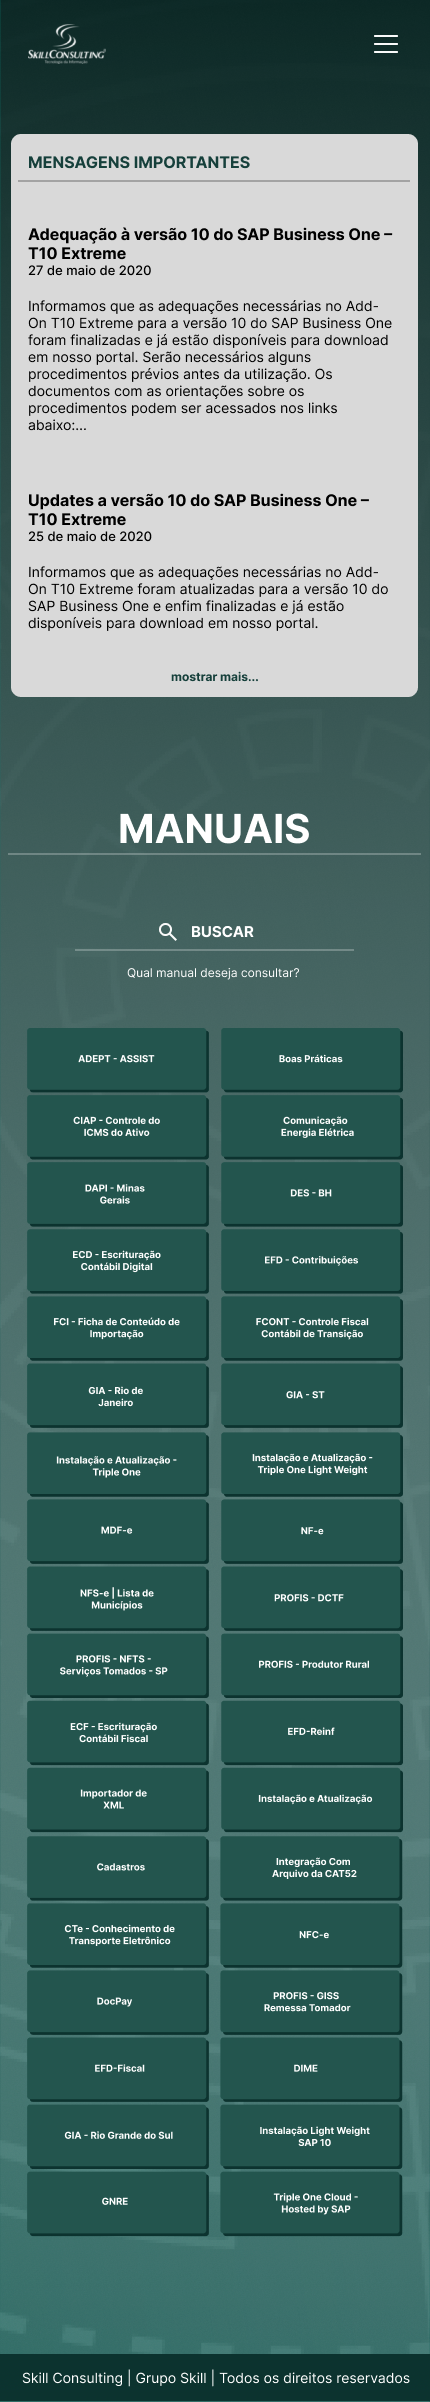 SKILLCONSULTING
Tecnologia da Informação
MENSAGENS IMPORTANTES
Adequação à versão 10 do SAP Business One –
T10 Extreme
27 de maio de 2020
Informamos que as adequações necessárias no Add-
On T10 Extreme para a versão 10 do SAP Business One
foram finalizadas e já estão disponíveis para download
em nosso portal. Serão necessários alguns
procedimentos prévios antes da utilização. Os
documentos com as orientações sobre os
procedimentos podem ser acessados nos links
abaixo:...
Updates a versão 10 do SAP Business One –
T10 Extreme
25 de maio de 2020
Informamos que as adequações necessárias no Add-
On T10 Extreme foram atualizadas para a versão 10 do
SAP Business One e enfim finalizadas e já estão
disponíveis para download em nosso portal.
mostrar mais...
MANUAIS
BUSCAR
Qual manual deseja consultar?
ADEPT - ASSIST
Boas Práticas
CIAP - Controle do
ICMS do Ativo
Comunicação
Energia Elétrica
DAPI - Minas
Gerais
DES - BH
ECD - Escrituração
Contábil Digital
EFD - Contribuições
FCI - Ficha de Conteúdo de
Importação
FCONT - Controle Fiscal
Contábil de Transição
GIA - Rio de
Janeiro
GIA - ST
Instalação e Atualização -
Triple One
Instalação e Atualização -
Triple One Light Weight
MDF-e
NF-e
NFS-e | Lista de
Municípios
PROFIS - DCTF
PROFIS - NFTS -
Serviços Tomados - SP
PROFIS - Produtor Rural
ECF - Escrituração
Contábil Fiscal
EFD-Reinf
Importador de
XML
Instalação e Atualização
Cadastros
Integração Com
Arquivo da CAT52
CTe - Conhecimento de
Transporte Eletrônico
NFC-e
DocPay
PROFIS - GISS
Remessa Tomador
EFD-Fiscal
DIME
GIA - Rio Grande do Sul
Instalação Light Weight
SAP 10
GNRE
Triple One Cloud -
Hosted by SAP
Skill Consulting | Grupo Skill | Todos os direitos reservados